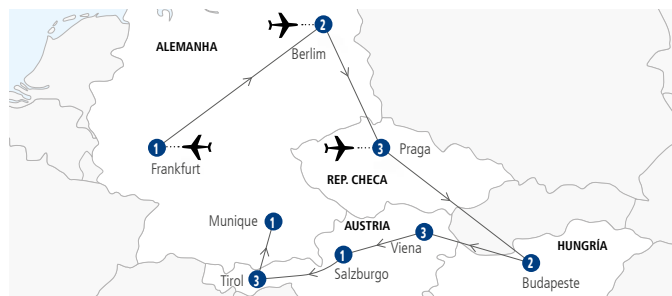 ALEMANHA
2
Berlim
1
Frankfurt
3
Praga
REP. CHECA
Munique
1
AUSTRIA
3
Viena
HUNGRÍA
1
Salzburgo
2
Budapeste
Tirol
3